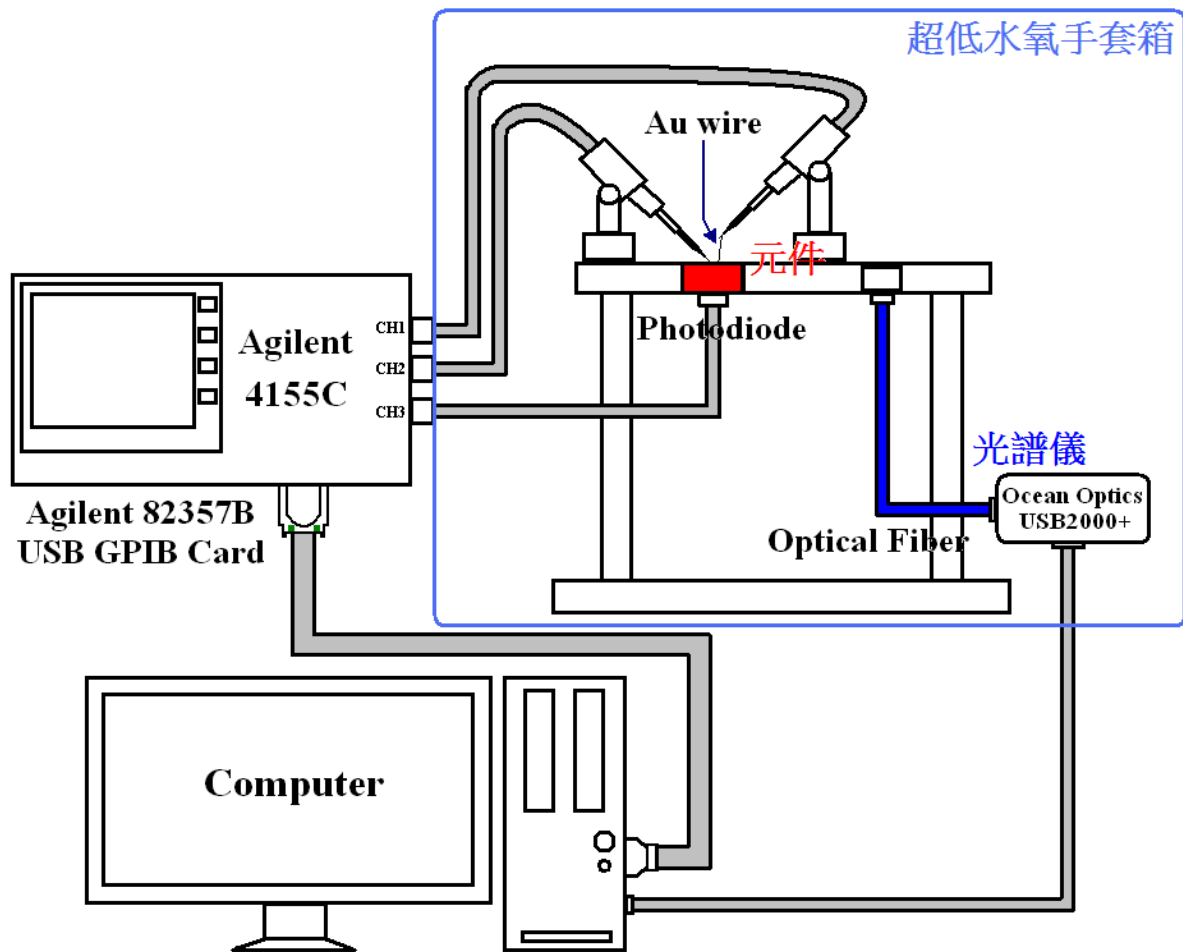 超低水氧手套箱
Au wire
元件
Photodiode
CH1
Agilent
4155C
CH2
CH3
光譜儀
Ocean Optics
USB2000+
Agilent 82357B
USB GPIB Card
Optical Fiber
Computer